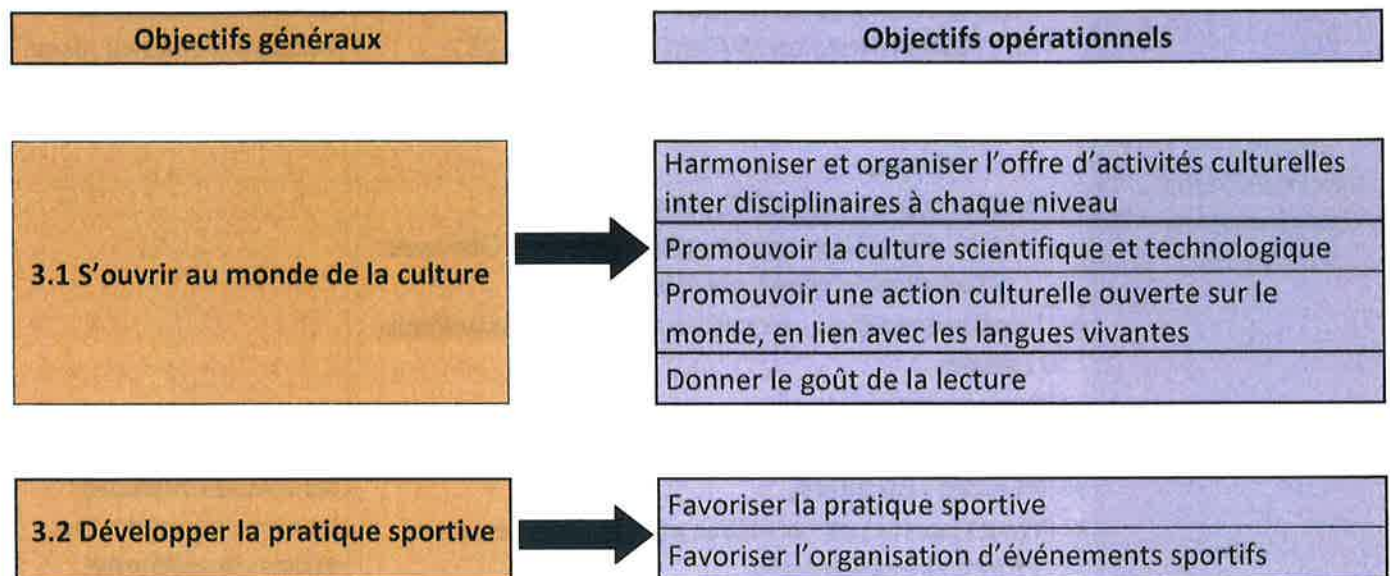 Objectifs généraux
Objectifs opérationnels
3.1 S'ouvrir au monde de la culture
Harmoniser et organiser l'offre d'activités culturelles
inter disciplinaires à chaque niveau
Promouvoir la culture scientifique et technologique
Promouvoir une action culturelle ouverte sur le
monde, en lien avec les langues vivantes
Donner le goût de la lecture
3.2 Développer la pratique sportive
Favoriser la pratique sportive
Favoriser l'organisation d'événements sportifs